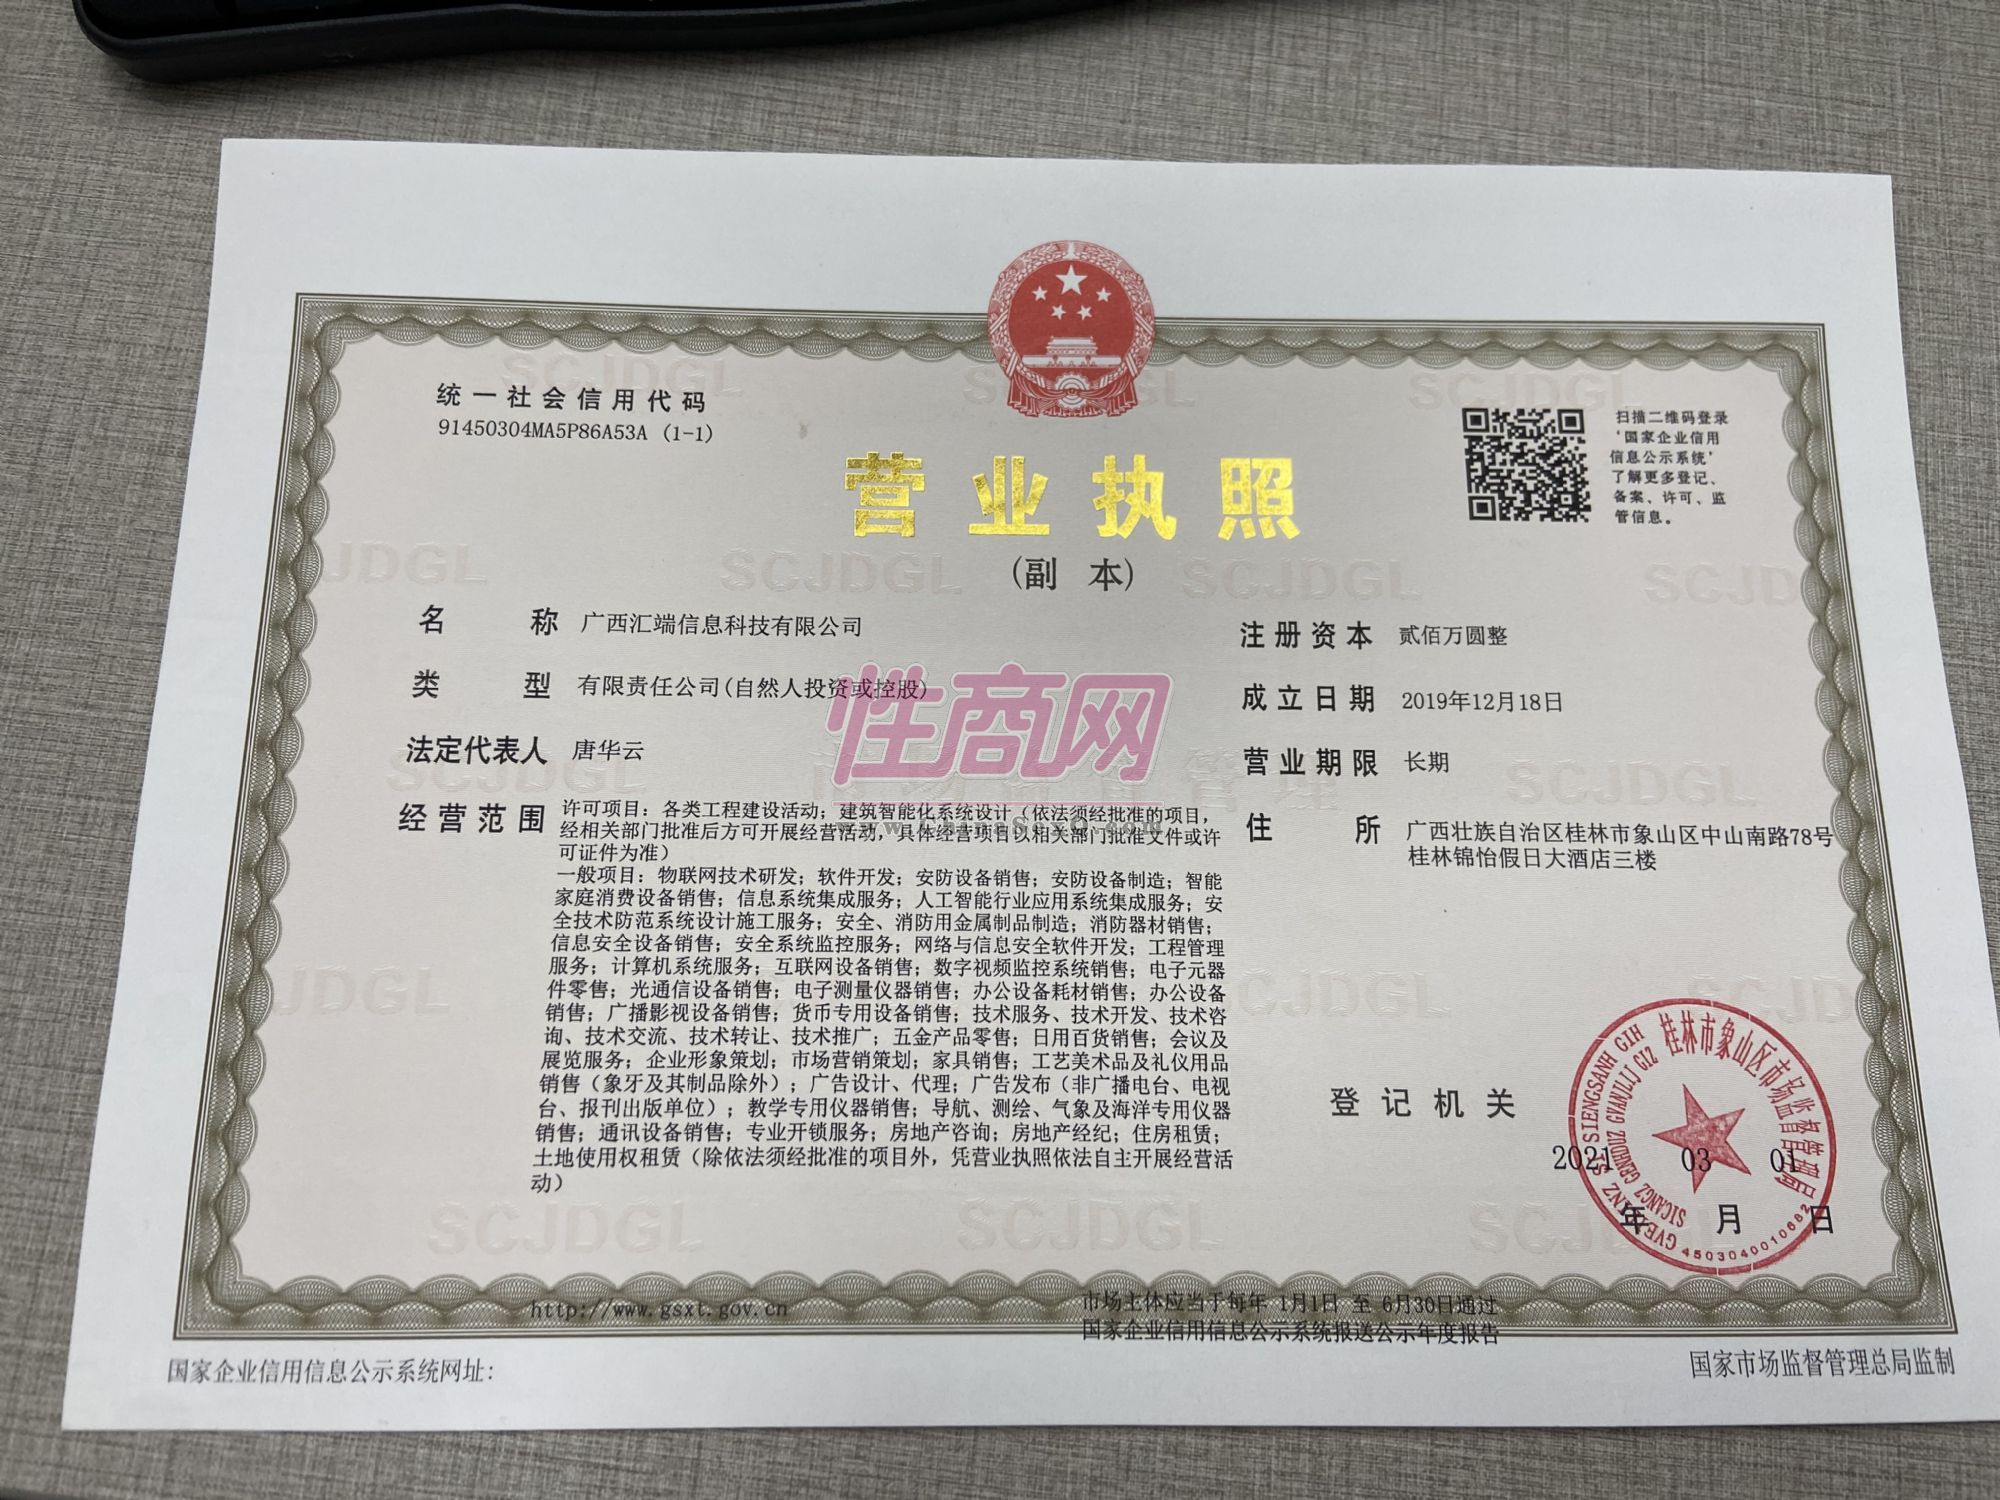 统一社会信用代码
91450304MA5P86A53A (1-1)
扫描二维码登录
‘国家企业信用
信息公示系统’
了解更多登记、
备案、许可、监
管信息。
营业执照
(副 本)
名 称 广西汇端信息科技有限公司
类 型 有限责任公司(自然人投资或控股)
法定代表人 唐华云
经营范围 许可项目：各类工程建设活动；建筑智能化系统设计（依法须经批准的项目，
经相关部门批准后方可开展经营活动，具体经营项目以相关部门批准文件或许
可证件为准）
一般项目：物联网技术研发；软件开发；安防设备销售；安防设备制造；智能
家庭消费设备销售；信息系统集成服务；人工智能行业应用系统集成服务；安
全技术防范系统设计施工服务；安全、消防用金属制品制造；消防器材销售；
信息安全设备销售；安全系统监控服务；网络与信息安全软件开发；工程管理
服务；计算机系统服务；互联网设备销售；数字视频监控系统销售；电子元器
件零售；光通信设备销售；电子测量仪器销售；办公设备耗材销售；办公设备
销售；广播影视设备销售；货币专用设备销售；技术服务、技术开发、技术咨
询、技术交流、技术转让、技术推广；五金产品零售；日用百货销售；会议及
展览服务；企业形象策划；市场营销策划；家具销售；工艺美术品及礼仪用品
销售（象牙及其制品除外）；广告设计、代理；广告发布（非广播电台、电视
台、报刊出版单位）；教学专用仪器销售；导航、测绘、气象及海洋专用仪器
销售；通讯设备销售；专业开锁服务；房地产咨询；房地产经纪；住房租赁；
土地使用权租赁（除依法须经批准的项目外，凭营业执照依法自主开展经营活
动）
注册资本 贰佰万圆整
成立日期 2019年12月18日
营业期限 长期
住 所 广西壮族自治区桂林市象山区中山南路78号
桂林锦怡假日大酒店三楼
性商网
www.ChinaSexQ.com
登记机关
桂林市象山区市场监督管理局
2021 03 01
年 月 日
http://www.gsxt.gov.cn
市场主体应当于每年 1月1日 至 6月30日通过
国家企业信用信息公示系统报送公示年度报告
国家企业信用信息公示系统网址：
国家市场监督管理总局监制